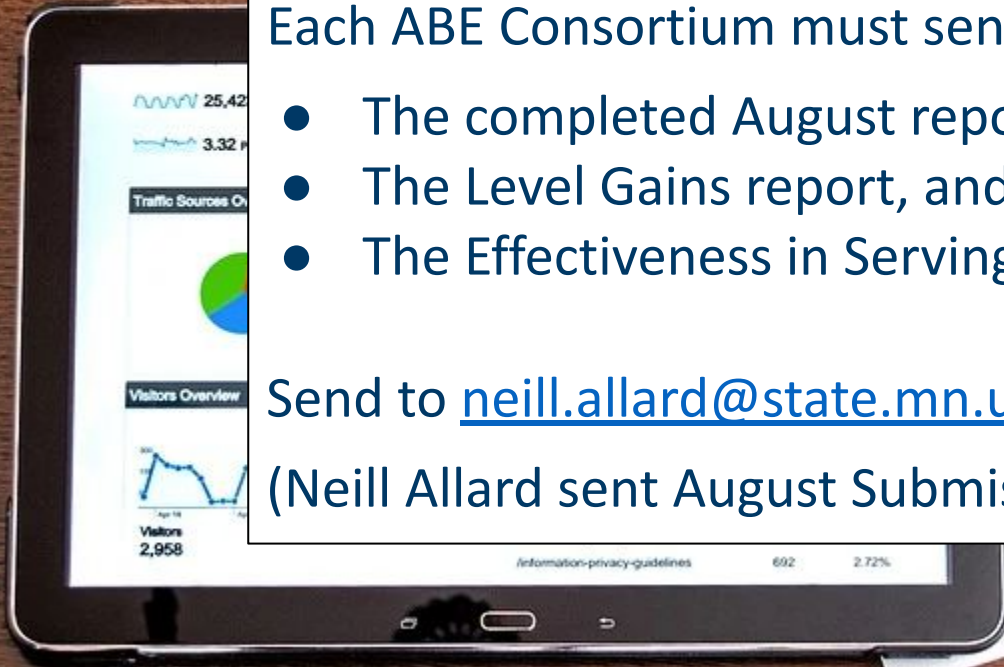 Each ABE Consortium must sen
● The completed August repo
● The Level Gains report, and
● The Effectiveness in Serving
Send to neill.allard@state.mn.u
(Neill Allard sent August Submis
25,42
3.32
Traffic Sources Ov
Visitors Overview
Visitors
2,958
/information-privacy-guidelines 692 2.72%